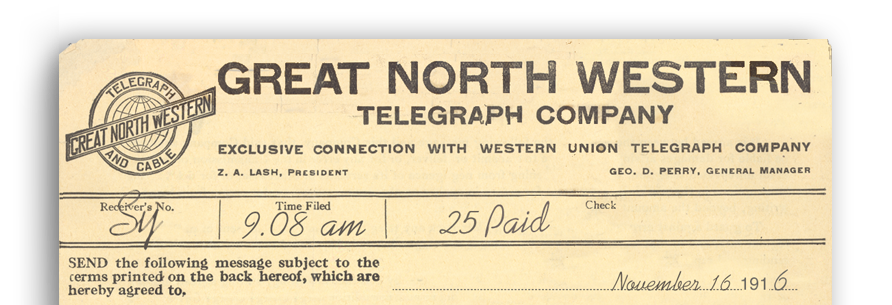 TELEGRAPH
GREAT NORTH WESTERN
AND CABLE
GREAT NORTH WESTERN
TELEGRAPH COMPANY
EXCLUSIVE CONNECTION WITH WESTERN UNION TELEGRAPH COMPANY
Z. A. LASH, PRESIDENT GEO. D. PERRY, GENERAL MANAGER
Receiver's No. Time Filed Check
Sy 9.08 am 25 Paid
SEND the following message subject to the
terms printed on the back hereof, which are
hereby agreed to, November 16 1916